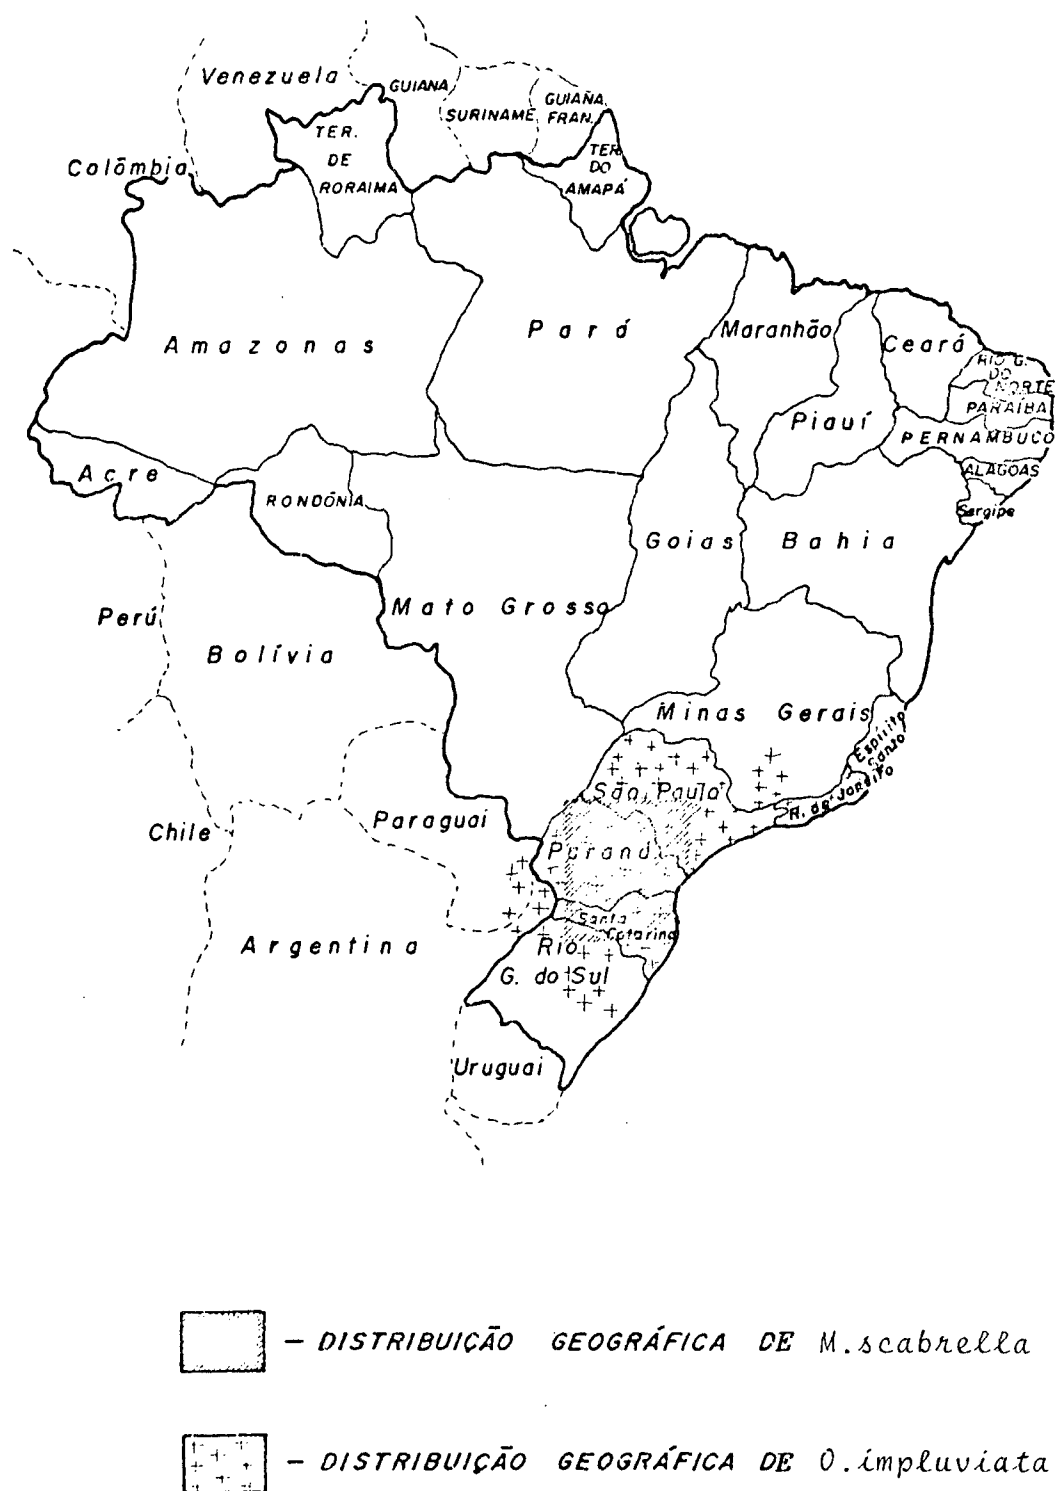 Venezuela
GUIANA
SURINAME
GUIANA
FRAN.
TER.
DE
RORAIMA
TER.
DO
AMAPÁ
Colômbia
Amazonas
Pará
Maranhão
Ceará
RIO G.
DO
NORTE
PARAÍBA
Piauí
PERNAMBUCO
ALAGOAS
Sergipe
Acre
RONDÔNIA
Goias
Bahia
Perú
Mato Grosso
Bolívia
Minas Gerais
Espírito
Santo
R. de Janeiro
São Paulo
Chile
Paraguai
Paraná
Santa
Catarina
Argentina
Rio
G. do Sul
Uruguai
— DISTRIBUIÇÃO GEOGRÁFICA DE M.scabrella
— DISTRIBUIÇÃO GEOGRÁFICA DE O.impluviata